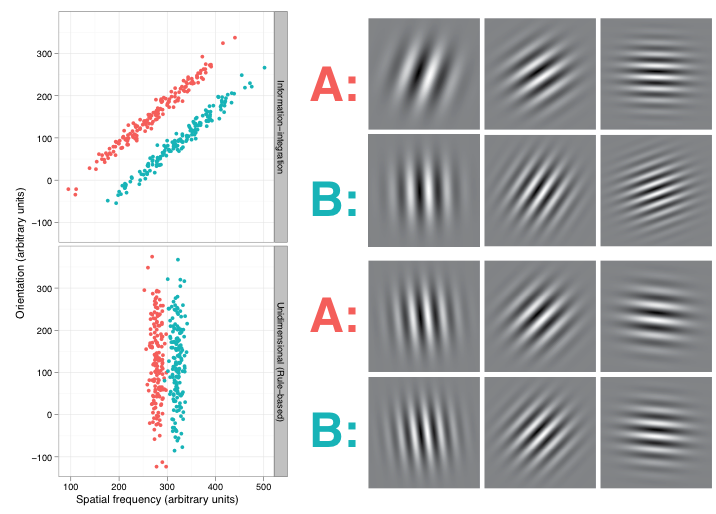 Orientation (arbitrary units)
300
200
100
0
−100
Information−integration
300
200
100
0
−100
Unidimensional (Rule−based)
100 200 300 400 500
Spatial frequency (arbitrary units)
A:
B:
A:
B: